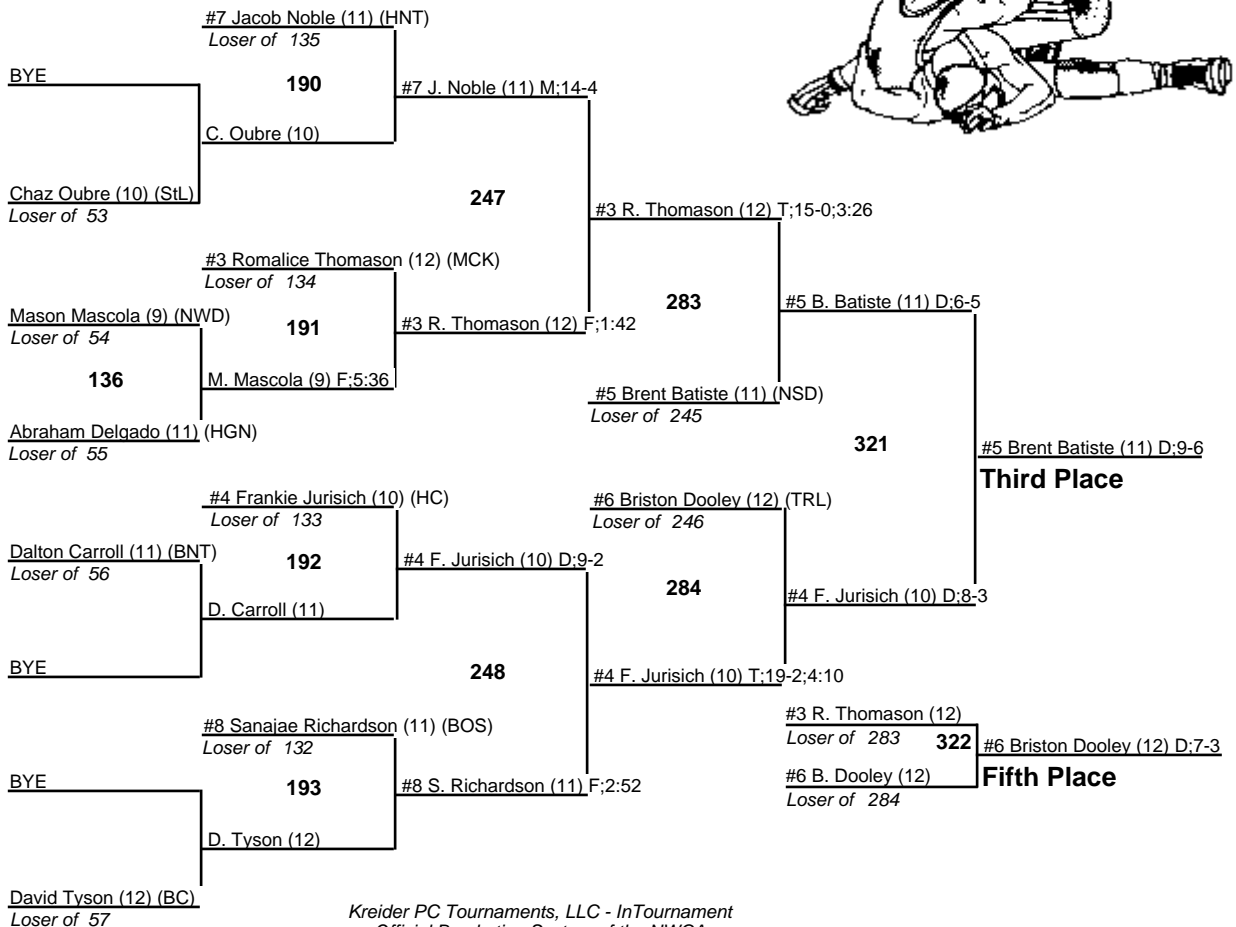 #7 Jacob Noble (11) (HNT)
Loser of 135
BYE
190
#7 J. Noble (11) M;14-4
C. Oubre (10)
Chaz Oubre (10) (StL)
Loser of 53
247
#3 R. Thomason (12) T;15-0;3:26
#3 Romalice Thomason (12) (MCK)
Loser of 134
Mason Mascola (9) (NWD)
Loser of 54
191
#3 R. Thomason (12) F;1:42
283
#5 B. Batiste (11) D;6-5
136
M. Mascola (9) F;5:36
#5 Brent Batiste (11) (NSD)
Loser of 245
Abraham Delgado (11) (HGN)
Loser of 55
321
#5 Brent Batiste (11) D;9-6
Third Place
#4 Frankie Jurisich (10) (HC)
Loser of 133
#6 Briston Dooley (12) (TRL)
Loser of 246
Dalton Carroll (11) (BNT)
Loser of 56
192
#4 F. Jurisich (10) D;9-2
284
#4 F. Jurisich (10) D;8-3
D. Carroll (11)
BYE
248
#4 F. Jurisich (10) T;19-2;4:10
#8 Sanajae Richardson (11) (BOS)
Loser of 132
#3 R. Thomason (12)
Loser of 283
322
#6 Briston Dooley (12) D;7-3
Fifth Place
#6 B. Dooley (12)
Loser of 284
BYE
193
#8 S. Richardson (11) F;2:52
D. Tyson (12)
David Tyson (12) (BC)
Loser of 57
Kreider PC Tournaments, LLC - InTournament